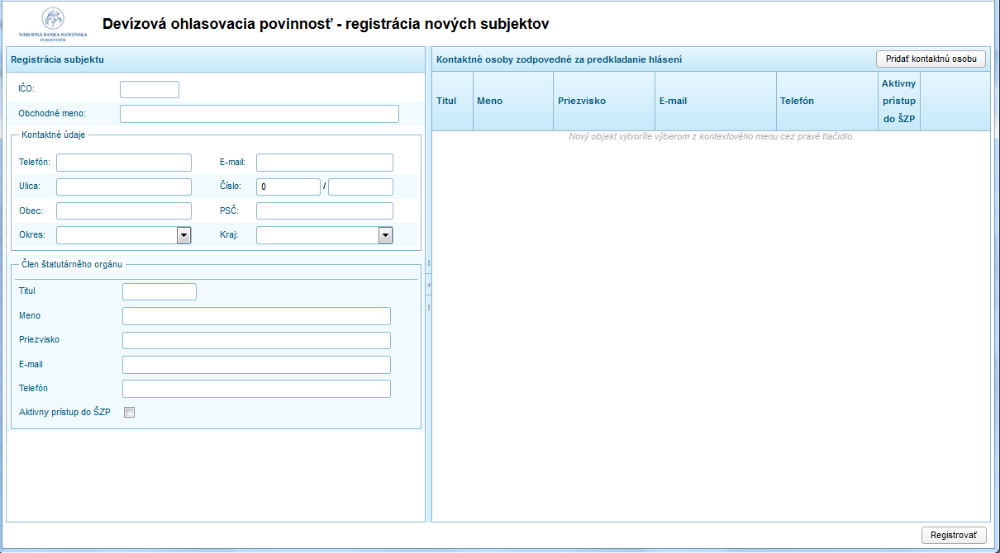 NÁRODNÁ BANKA SLOVENSKA
EUROSYSTÉM
Devízová ohlasovacia povinnosť - registrácia nových subjektov
Registrácia subjektu
IČO:
Obchodné meno:
Kontaktné údaje
Telefón:
E-mail:
Ulica:
Číslo:
0
/
Obec:
PSČ:
Okres:
Kraj:
Člen štatutárneho orgánu
Titul
Meno
Priezvisko
E-mail
Telefón
Aktivny prístup do ŠZP
Kontaktné osoby zodpovedné za predkladanie hlásení
Pridať kontaktnú osobu
Titul
Meno
Priezvisko
E-mail
Telefón
Aktivny
prístup
do ŠZP
Nový objekt vytvoríte výberom z kontextového menu cez pravé tlačidlo.
Registrovať